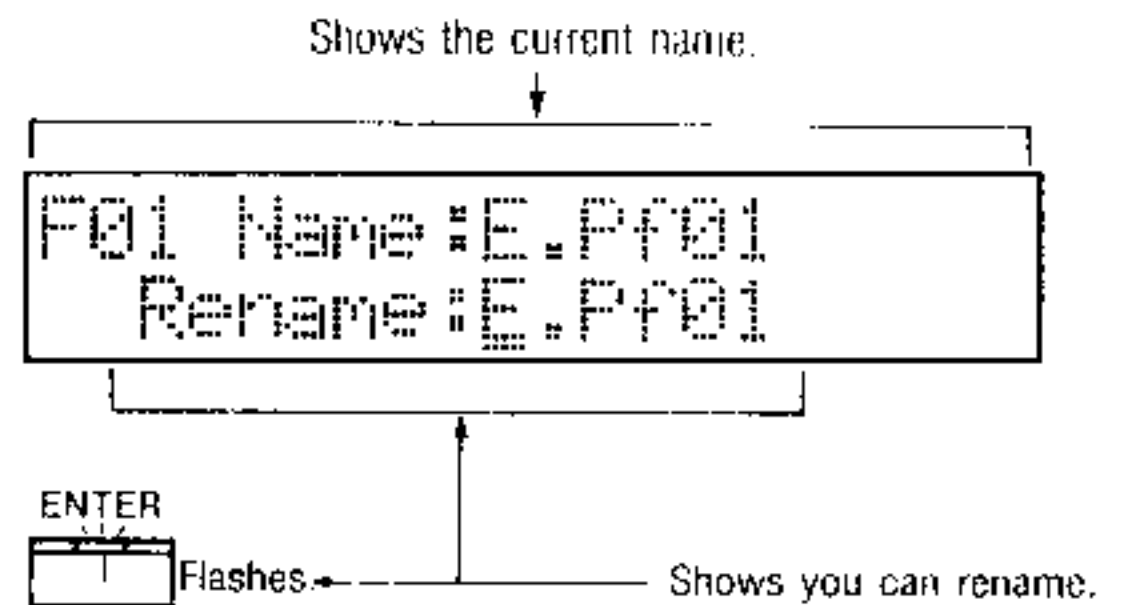 Shows the current name.
F01 Name:E.Pf01
Rename:E.Pf01
ENTER
Flashes.
Shows you can rename.